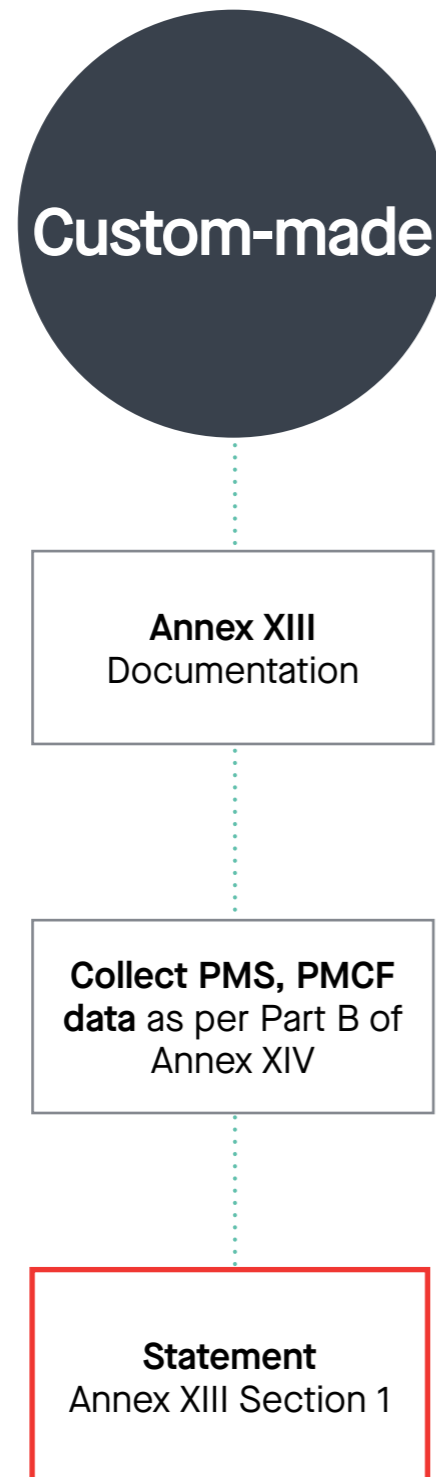 Custom-made
Annex XIII
Documentation
Collect PMS, PMCF
data as per Part B of
Annex XIV
Statement
Annex XIII Section 1